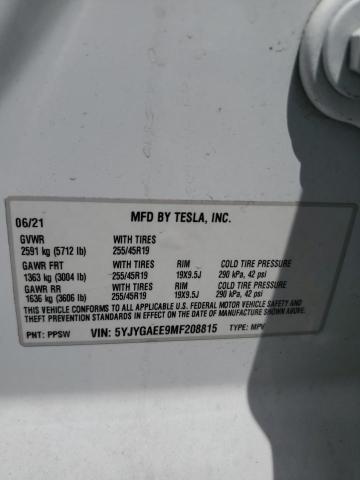 06/21 MFD BY TESLA, INC.
GVWR WITH TIRES
2591 kg (5712 lb) 255/45R19
GAWR FRT WITH TIRES RIM COLD TIRE PRESSURE
1363 kg (3004 lb) 255/45R19 19X9.5J 290 kPa, 42 psi
GAWR RR WITH TIRES RIM COLD TIRE PRESSURE
1636 kg (3606 lb) 255/45R19 19X9.5J 290 kPa, 42 psi
THIS VEHICLE CONFORMS TO ALL APPLICABLE U.S. FEDERAL MOTOR VEHICLE SAFETY AND
THEFT PREVENTION STANDARDS IN EFFECT ON THE DATE OF MANUFACTURE SHOWN ABOVE.
PNT: PPSW VIN: 5YJYGAEE9MF208815 TYPE: MPV